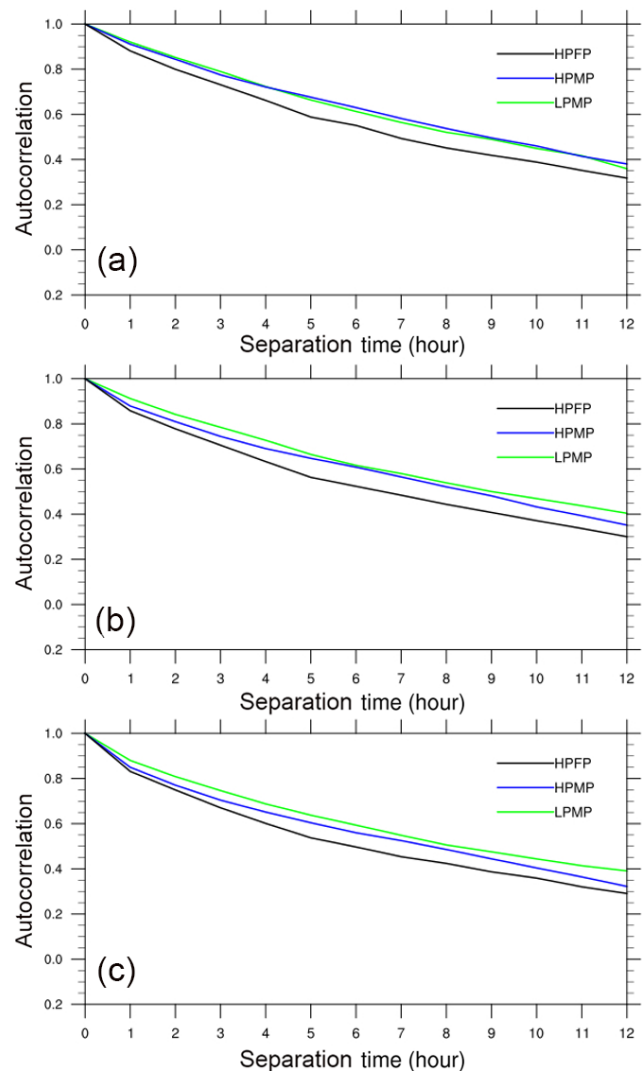 1.0
0.8
0.6
0.4
0.2
0.0
0.2
Autocorrelation
HPFP
HPMP
LPMP
(a)
0 1 2 3 4 5 6 7 8 9 10 11 12
Separation time (hour)
1.0
0.8
0.6
0.4
0.2
0.0
0.2
Autocorrelation
HPFP
HPMP
LPMP
(b)
0 1 2 3 4 5 6 7 8 9 10 11 12
Separation time (hour)
1.0
0.8
0.6
0.4
0.2
0.0
0.2
Autocorrelation
HPFP
HPMP
LPMP
(c)
0 1 2 3 4 5 6 7 8 9 10 11 12
Separation time (hour)